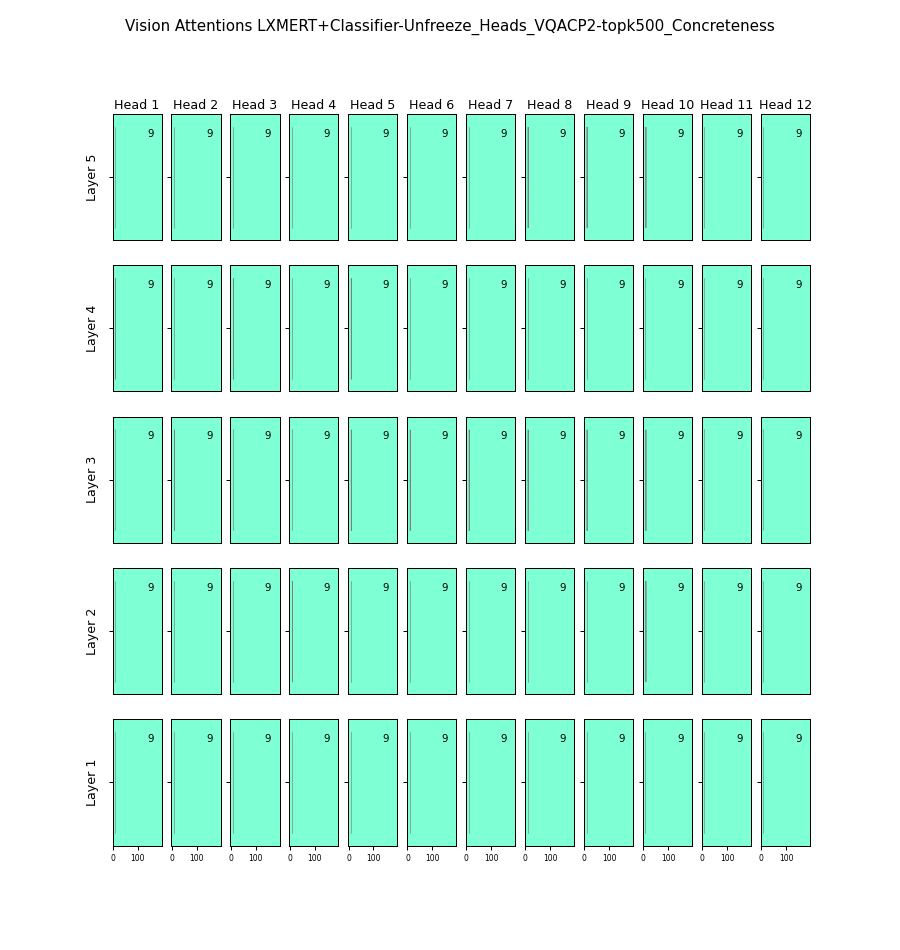 Vision Attentions LXMERT+Classifier-Unfreeze_Heads_VQACP2-topk500_Concreteness
Head 1 Head 2 Head 3 Head 4 Head 5 Head 6 Head 7 Head 8 Head 9 Head 10 Head 11 Head 12
Layer 5 9 9 9 9 9 9 9 9 9 9 9 9
Layer 4 9 9 9 9 9 9 9 9 9 9 9 9
Layer 3 9 9 9 9 9 9 9 9 9 9 9 9
Layer 2 9 9 9 9 9 9 9 9 9 9 9 9
Layer 1 9 9 9 9 9 9 9 9 9 9 9 9
0 100 0 100 0 100 0 100 0 100 0 100 0 100 0 100 0 100 0 100 0 100 0 100